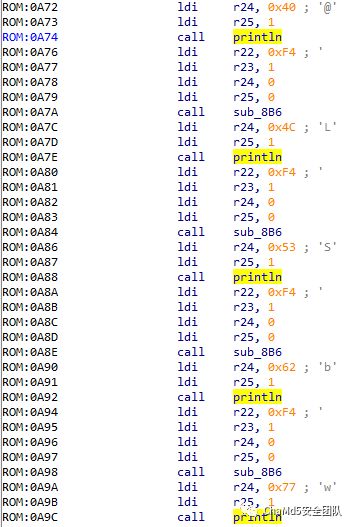 ROM:0A72 ldi r24, 0x40 ; '@'
ROM:0A73 ldi r25, 1
ROM:0A74 call println
ROM:0A76 ldi r22, 0xF4 ; '
ROM:0A77 ldi r23, 1
ROM:0A78 ldi r24, 0
ROM:0A79 ldi r25, 0
ROM:0A7A call sub_8B6
ROM:0A7C ldi r24, 0x4C ; 'L'
ROM:0A7D ldi r25, 1
ROM:0A7E call println
ROM:0A80 ldi r22, 0xF4 ; '
ROM:0A81 ldi r23, 1
ROM:0A82 ldi r24, 0
ROM:0A83 ldi r25, 0
ROM:0A84 call sub_8B6
ROM:0A86 ldi r24, 0x53 ; 'S'
ROM:0A87 ldi r25, 1
ROM:0A88 call println
ROM:0A8A ldi r22, 0xF4 ; '
ROM:0A8B ldi r23, 1
ROM:0A8C ldi r24, 0
ROM:0A8D ldi r25, 0
ROM:0A8E call sub_8B6
ROM:0A90 ldi r24, 0x62 ; 'b'
ROM:0A91 ldi r25, 1
ROM:0A92 call println
ROM:0A94 ldi r22, 0xF4 ; '
ROM:0A95 ldi r23, 1
ROM:0A96 ldi r24, 0
ROM:0A97 ldi r25, 0
ROM:0A98 call sub_8B6
ROM:0A9A ldi r24, 0x77 ; 'w'
ROM:0A9B ldi r25, 1
ROM:0A9C call println
ChaMd5安全团队